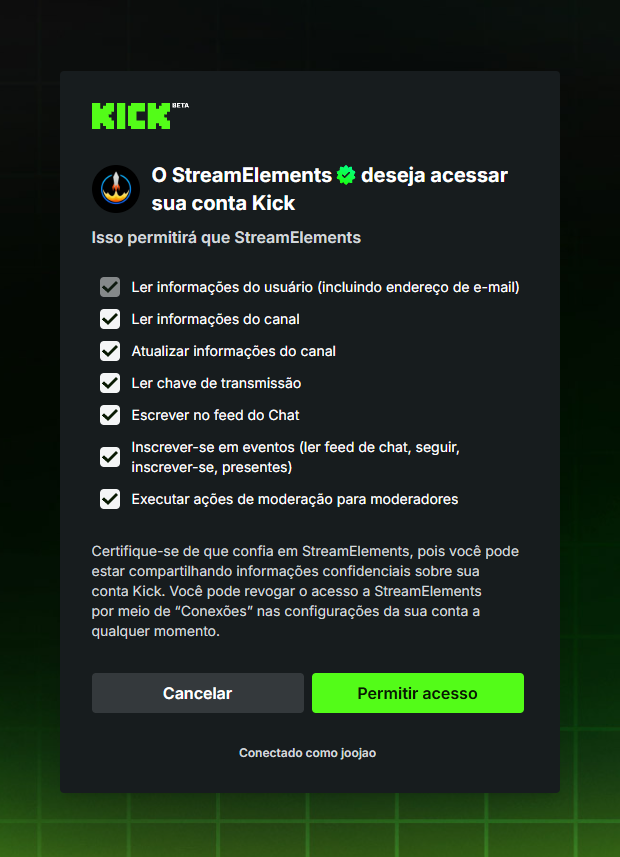 KICK BETA
O StreamElements deseja acessar
sua conta Kick
Isso permitirá que StreamElements
Ler informações do usuário (incluindo endereço de e-mail)
Ler informações do canal
Atualizar informações do canal
Ler chave de transmissão
Escrever no feed do Chat
Inscrever-se em eventos (ler feed de chat, seguir,
inscrever-se, presentes)
Executar ações de moderação para moderadores
Certifique-se de que confia em StreamElements, pois você pode
estar compartilhando informações confidenciais sobre sua
conta Kick. Você pode revogar o acesso a StreamElements
por meio de “Conexões” nas configurações da sua conta a
qualquer momento.
Cancelar
Permitir acesso
Conectado como joojao